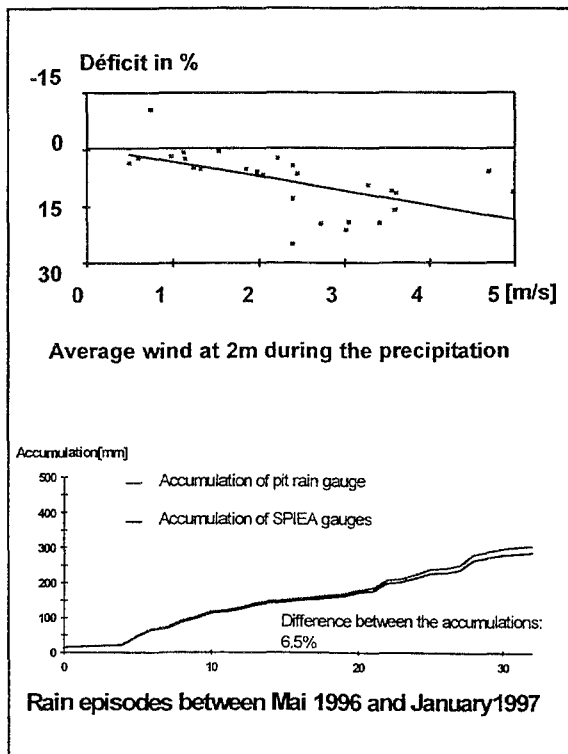 Déficit in %
-15
0
15
30
0 1 2 3 4 5 [m/s]
Average wind at 2m during the precipitation
Accumulation[mm]
500
400
300
200
100
0
Accumulation of pit rain gauge
Accumulation of SPIEA gauges
Difference between the accumulations:
6.5%
0 10 20 30
Rain episodes between Mai 1996 and January1997